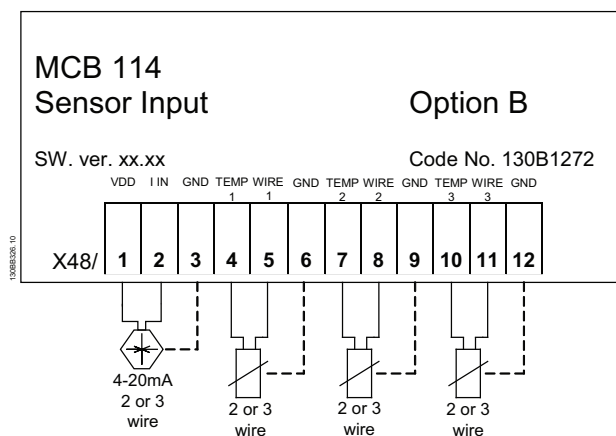 MCB 114
Sensor Input Option B
SW. ver. xx.xx Code No. 130B1272
VDD I IN GND TEMP 1 WIRE 1 GND TEMP 2 WIRE 2 GND TEMP 3 WIRE 3 GND
X48/ 1 2 3 4 5 6 7 8 9 10 11 12
130BB326.10
4-20mA
2 or 3
wire
2 or 3
wire
2 or 3
wire
2 or 3
wire